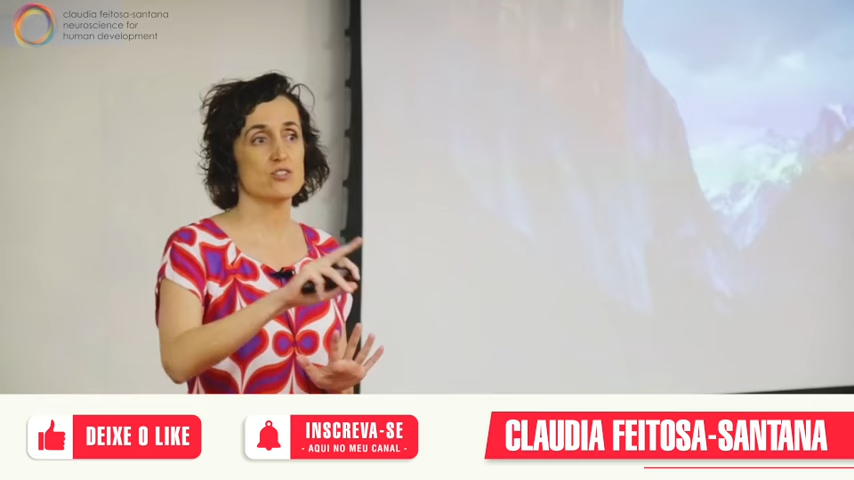 claudia feitosa-santana
neuroscience for
human development
DEIXE O LIKE
INSCREVA-SE
- AQUI NO MEU CANAL -
CLAUDIA FEITOSA-SANTANA